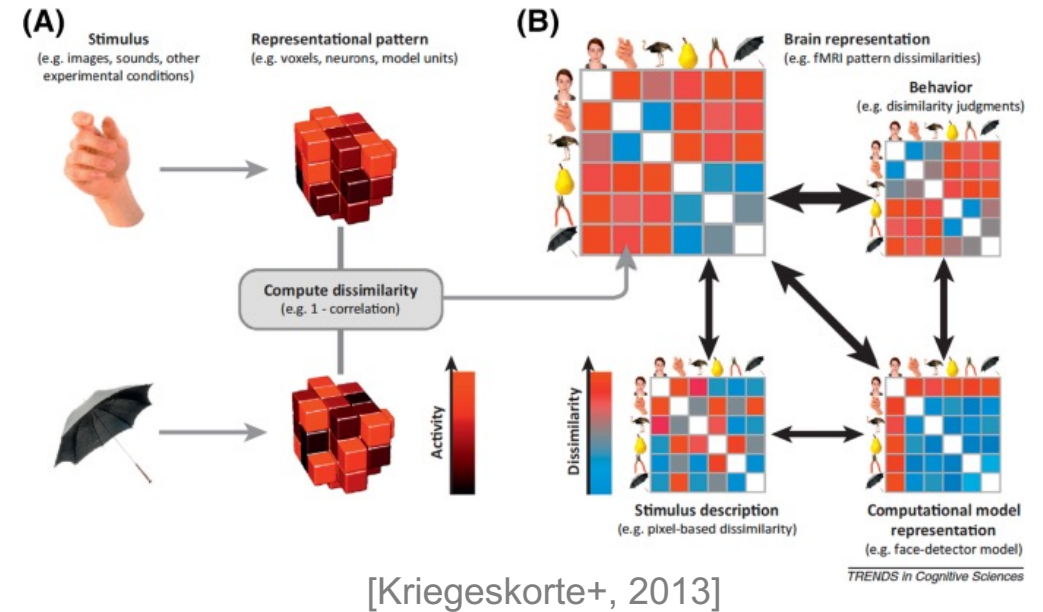 (A)
Stimulus
(e.g. images, sounds, other
experimental conditions)
Representational pattern
(e.g. voxels, neurons, model units)
Compute dissimilarity
(e.g. 1 - correlation)
Activity
(B)
Brain representation
(e.g. fMRI pattern dissimilarities)
Behavior
(e.g. disimilarity judgments)
Dissimilarity
Stimulus description
(e.g. pixel-based dissimilarity)
Computational model
representation
(e.g. face-detector model)
TRENDS in Cognitive Sciences
[Kriegeskorte+, 2013]